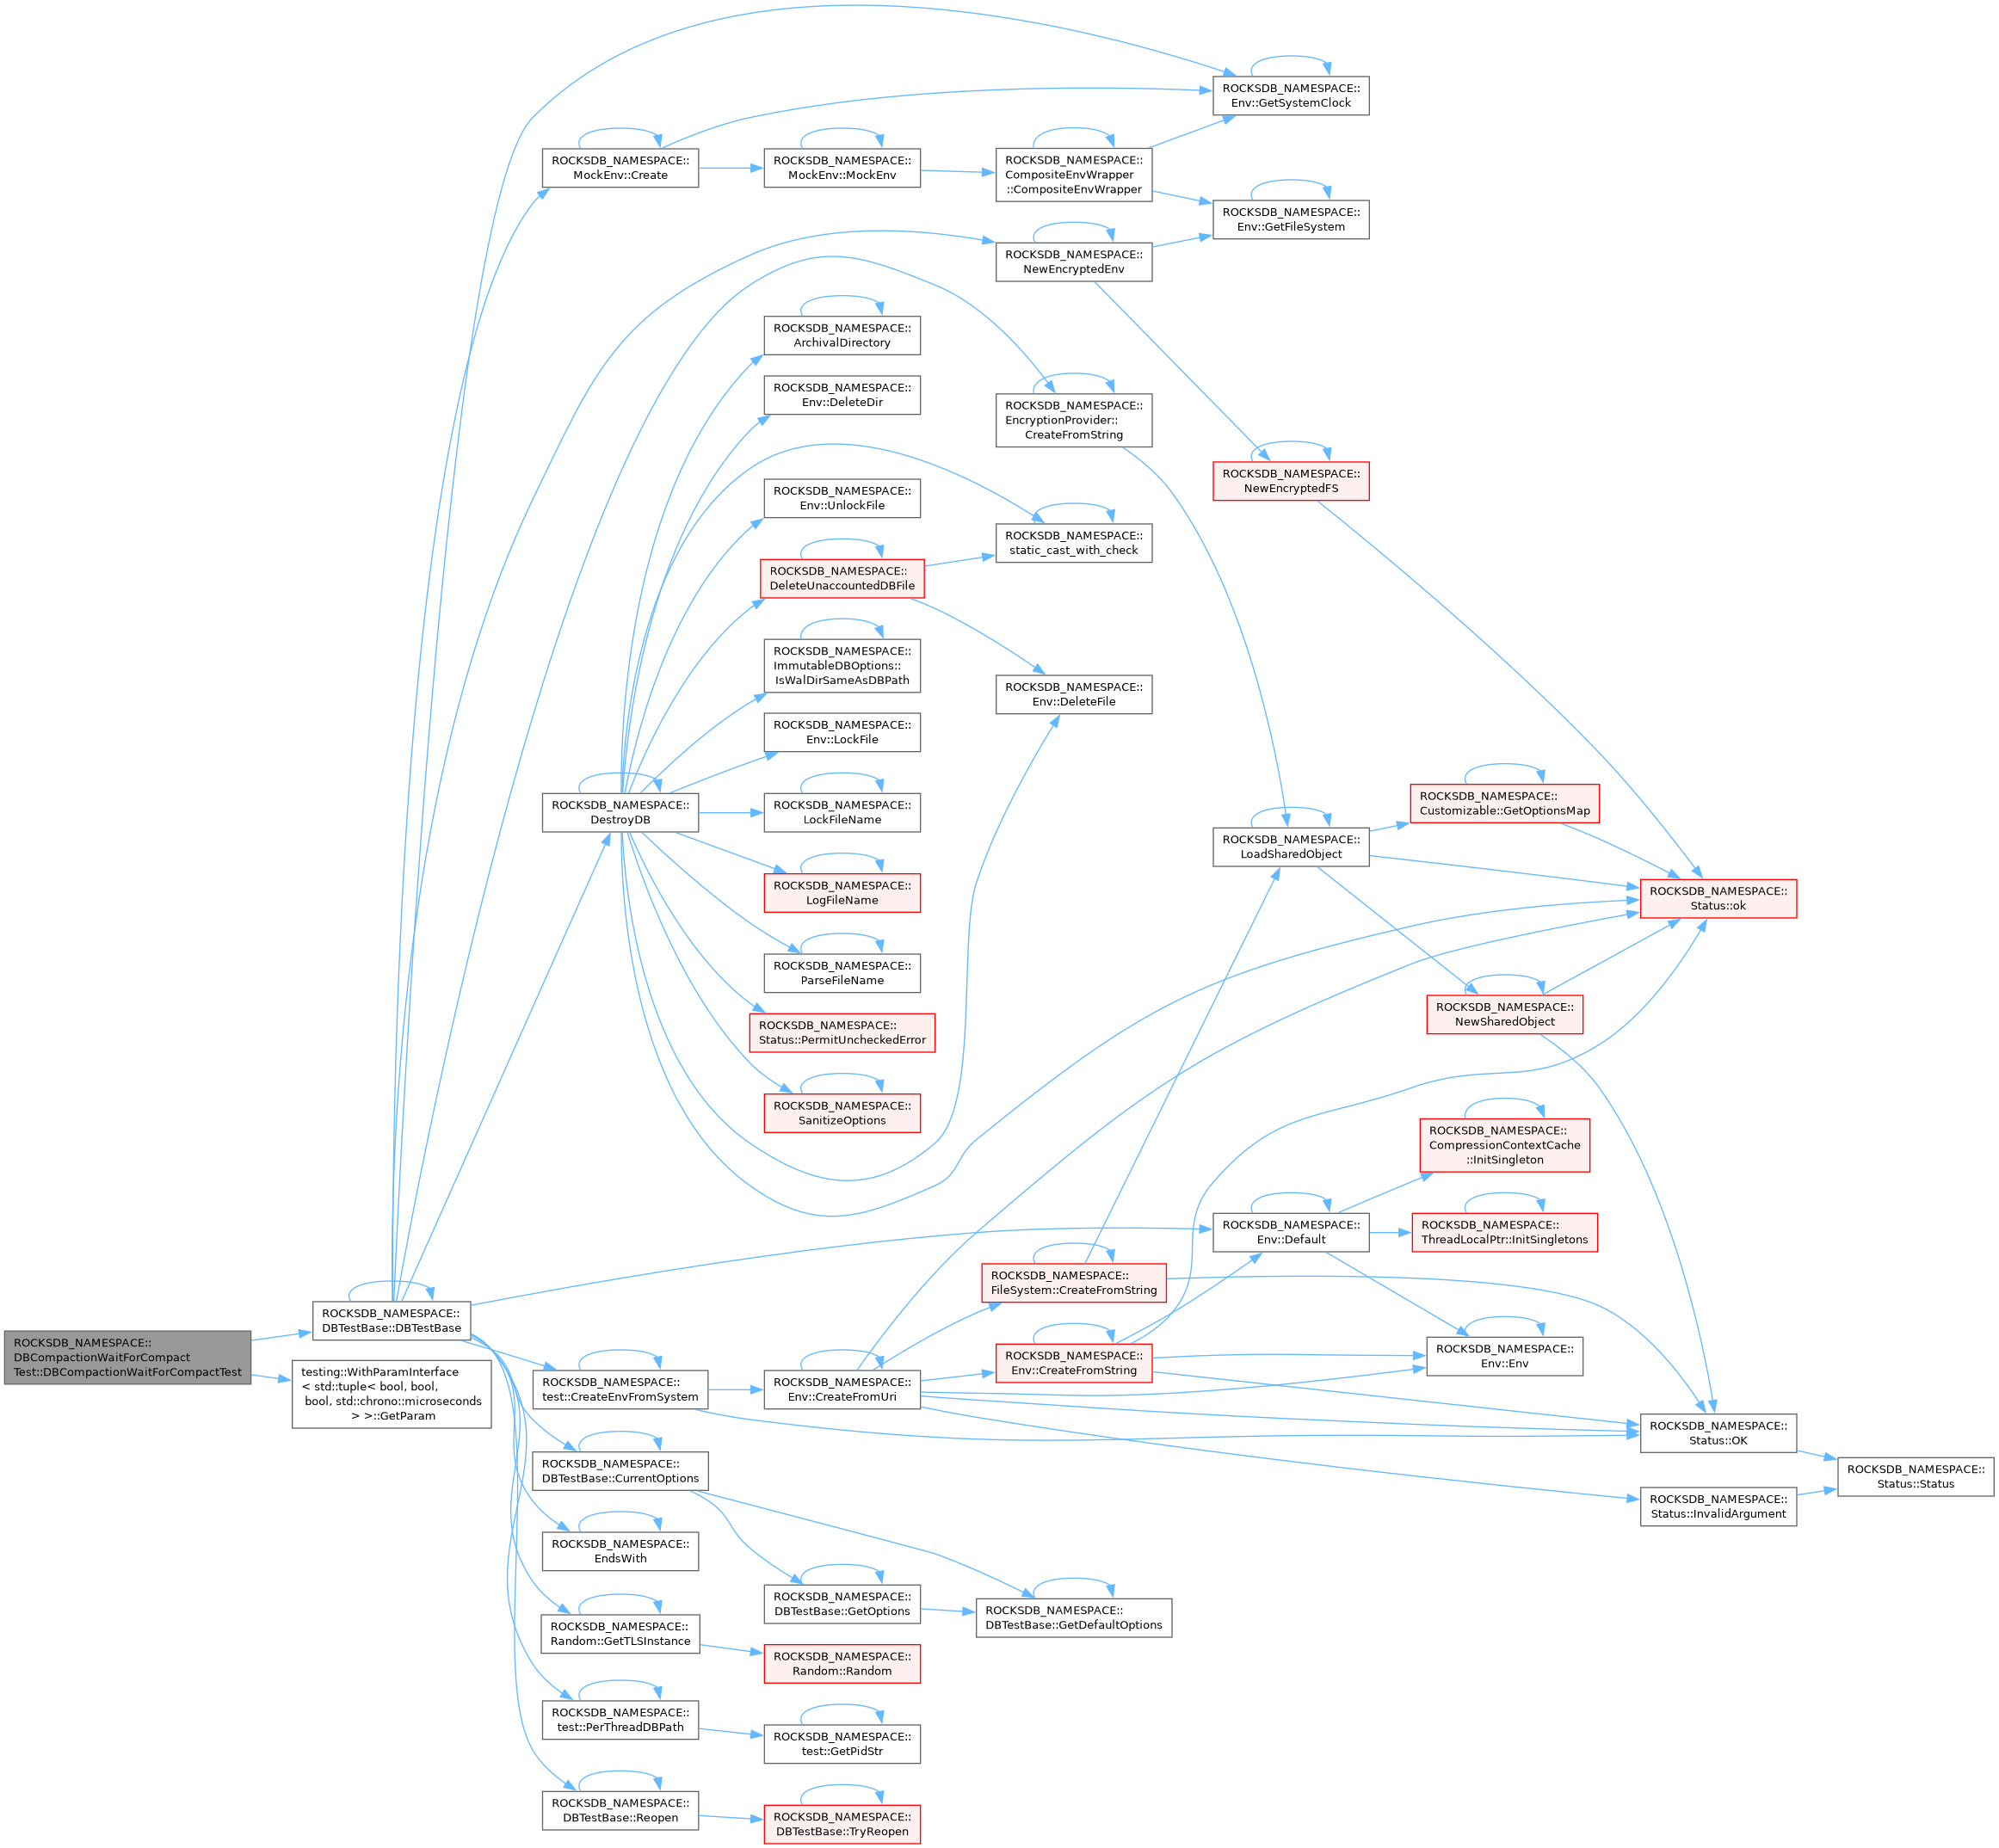 ROCKSDB_NAMESPACE::
DBCompactionWaitForCompact
Test::DBCompactionWaitForCompactTest
ROCKSDB_NAMESPACE::
DBTestBase::DBTestBase
testing::WithParamInterface
< std::tuple< bool, bool,
bool, std::chrono::microseconds
> >::GetParam
ROCKSDB_NAMESPACE::
MockEnv::Create
ROCKSDB_NAMESPACE::
DestroyDB
ROCKSDB_NAMESPACE::
test::CreateEnvFromSystem
ROCKSDB_NAMESPACE::
DBTestBase::CurrentOptions
ROCKSDB_NAMESPACE::
EndsWith
ROCKSDB_NAMESPACE::
Random::GetTLSInstance
ROCKSDB_NAMESPACE::
test::PerThreadDBPath
ROCKSDB_NAMESPACE::
DBTestBase::Reopen
ROCKSDB_NAMESPACE::
MockEnv::MockEnv
ROCKSDB_NAMESPACE::
ArchivalDirectory
ROCKSDB_NAMESPACE::
Env::DeleteDir
ROCKSDB_NAMESPACE::
Env::UnlockFile
ROCKSDB_NAMESPACE::
DeleteUnaccountedDBFile
ROCKSDB_NAMESPACE::
ImmutableDBOptions::
IsWalDirSameAsDBPath
ROCKSDB_NAMESPACE::
Env::LockFile
ROCKSDB_NAMESPACE::
LockFileName
ROCKSDB_NAMESPACE::
LogFileName
ROCKSDB_NAMESPACE::
ParseFileName
ROCKSDB_NAMESPACE::
Status::PermitUncheckedError
ROCKSDB_NAMESPACE::
SanitizeOptions
ROCKSDB_NAMESPACE::
Env::CreateFromUri
ROCKSDB_NAMESPACE::
DBTestBase::GetOptions
ROCKSDB_NAMESPACE::
Random::Random
ROCKSDB_NAMESPACE::
test::GetPidStr
ROCKSDB_NAMESPACE::
DBTestBase::TryReopen
ROCKSDB_NAMESPACE::
CompositeEnvWrapper
::CompositeEnvWrapper
ROCKSDB_NAMESPACE::
NewEncryptedEnv
ROCKSDB_NAMESPACE::
EncryptionProvider::
CreateFromString
ROCKSDB_NAMESPACE::
static_cast_with_check
ROCKSDB_NAMESPACE::
Env::DeleteFile
ROCKSDB_NAMESPACE::
FileSystem::CreateFromString
ROCKSDB_NAMESPACE::
Env::CreateFromString
ROCKSDB_NAMESPACE::
DBTestBase::GetDefaultOptions
ROCKSDB_NAMESPACE::
Env::GetSystemClock
ROCKSDB_NAMESPACE::
Env::GetFileSystem
ROCKSDB_NAMESPACE::
NewEncryptedFS
ROCKSDB_NAMESPACE::
LoadSharedObject
ROCKSDB_NAMESPACE::
Env::Default
ROCKSDB_NAMESPACE::
Customizable::GetOptionsMap
ROCKSDB_NAMESPACE::
NewSharedObject
ROCKSDB_NAMESPACE::
CompressionContextCache
::InitSingleton
ROCKSDB_NAMESPACE::
ThreadLocalPtr::InitSingletons
ROCKSDB_NAMESPACE::
Env::Env
ROCKSDB_NAMESPACE::
Status::ok
ROCKSDB_NAMESPACE::
Status::OK
ROCKSDB_NAMESPACE::
Status::InvalidArgument
ROCKSDB_NAMESPACE::
Status::Status